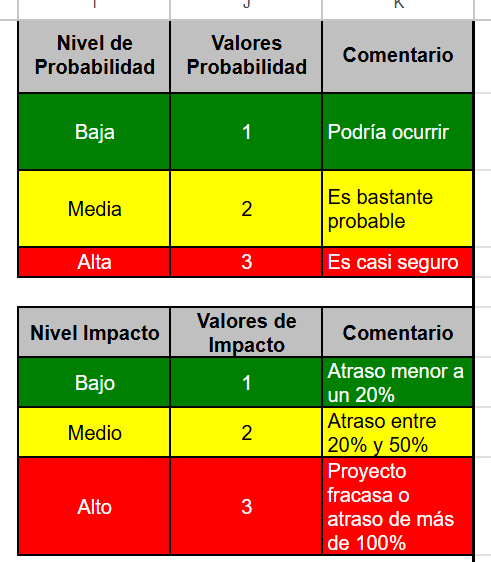 I J K
Nivel de Probabilidad Valores Probabilidad Comentario
Baja 1 Podría ocurrir
Media 2 Es bastante probable
Alta 3 Es casi seguro
Nivel Impacto Valores de Impacto Comentario
Bajo 1 Atraso menor a un 20%
Medio 2 Atraso entre 20% y 50%
Alto 3 Proyecto fracasa o atraso de más de 100%